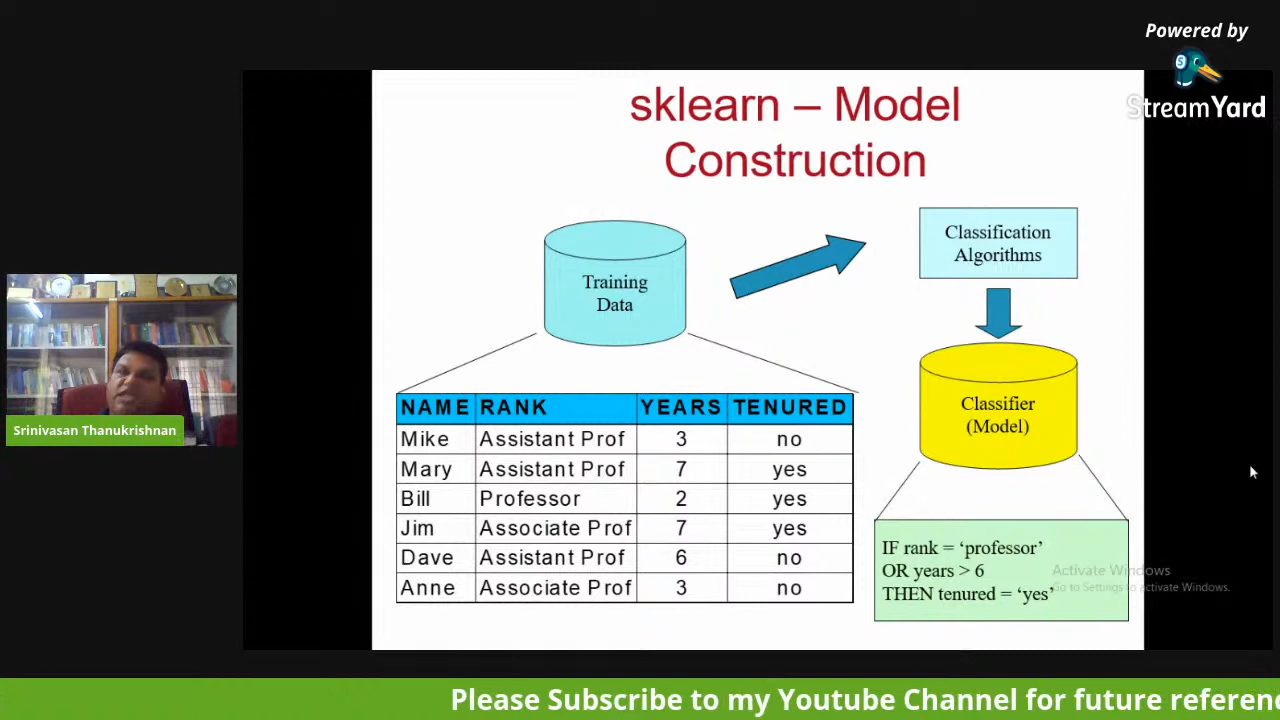 Powered by
StreamYard
sklearn – Model
Construction
Training
Data
Classification
Algorithms
Classifier
(Model)
NAME RANK YEARS TENURED
Mike Assistant Prof 3 no
Mary Assistant Prof 7 yes
Bill Professor 2 yes
Jim Associate Prof 7 yes
Dave Assistant Prof 6 no
Anne Associate Prof 3 no
IF rank = ‘professor’
OR years > 6
THEN tenured = ‘yes’
Activate Windows
Go to Settings to activate Windows.
Srinivasan Thanukrishnan
Please Subscribe to my Youtube Channel for future referenc